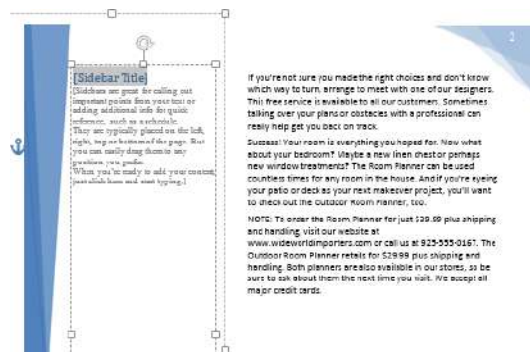 2
[Sidebar Title]
[Sidebars are great for calling out
important points from your text or
adding additional info for quick
reference, such as a schedule.
They are typically placed on the left,
right, top or bottom of the page. But
you can easily drag them to any
position you prefer.
When you're ready to add your content,
just click here and start typing.]
If you're not sure you made the right choices and don't know
which way to turn, arrange to meet with one of our designers.
This free service is available to all our customers. Sometimes
talking over your plans or obstacles with a professional can
really help get you back on track.
Success! Your room is everything you hoped for. Now what
about your bedroom? Maybe a new linen chest or perhaps
new window treatments? The Room Planner can be used
countless times for any room in the house. And if you're eyeing
your patio or deck as your next makeover project, you'll want
to check out the Outdoor Room Planner, too.
NOTE: To order the Room Planner for just $39.99 plus shipping
and handling, visit our website at
www.wideworldimporters.com or call us at 925-555-0167. The
Outdoor Room Planner retails for $29.99 plus shipping and
handling. Both planners are also available in our stores, so be
sure to ask about them the next time you visit. We accept all
major credit cards.